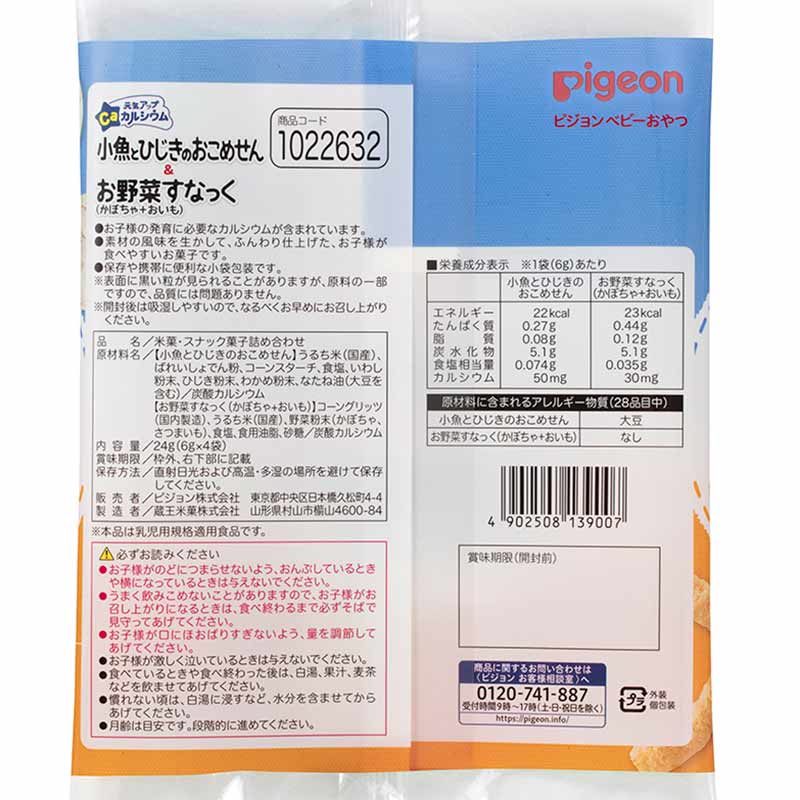 元気アップ
Ca カルシウム
小魚とひじきのおこめせん
&
お野菜すなっく
(かぼちゃ+おいも)
商品コード
1022632
●お子様の発育に必要なカルシウムが含まれています。
●素材の風味を生かして、ふんわり仕上げた、お子様が
食べやすいお菓子です。
●保存や携帯に便利な小袋包装です。
※表面に黒い粒が見られることがありますが、原料の一部
ですので、品質には問題ありません。
※開封後は吸湿しやすいので、なるべくお早めにお召し上がり
ください。
品名／米菓・スナック菓子詰め合わせ
原材料名／【小魚とひじきのおこめせん】うるち米(国産)、
ばれいしょでん粉、コーンスターチ、食塩、いわし
粉末、ひじき粉末、わかめ粉末、なたね油(大豆を
含む)／炭酸カルシウム
【お野菜すなっく(かぼちゃ+おいも)】コーングリッツ
(国内製造)、うるち米(国産)、野菜粉末(かぼちゃ、
さつまいも)、食塩、食用油脂、砂糖／炭酸カルシウム
内容量／24g(6g×4袋)
賞味期限／枠外、右下部に記載
保存方法／直射日光および高温・多湿の場所を避けて保存
してください。
販売者／ピジョン株式会社 東京都中央区日本橋久松町4-4
製造者／蔵王米菓株式会社 山形県村山市楯山4600-84
※本品は乳児用規格適用食品です。
必ずお読みください
●お子様がのどにつまらせないよう、おんぶしているとき
や横になっているときは与えないでください。
●うまく飲みこめないことがありますので、お子様がお
召し上がりになるときは、食べ終わるまで必ずそばで
見守ってあげてください。
●お子様が口にほおばりすぎないよう、量を調節して
あげてください。
●お子様が激しく泣いているときは与えないでください。
●食べているときや食べ終わった後は、白湯、果汁、麦茶
などを飲ませてあげてください。
●慣れない頃は、白湯に浸すなど、水分を含ませてから
あげてください。
●月齢は目安です。段階的に進めてください。
pigeon
ピジョン ベビーおやつ
■栄養成分表示 ※1袋(6g)あたり
小魚とひじきの
おこめせん
お野菜すなっく
(かぼちゃ+おいも)
エネルギー 22kcal 23kcal
たんぱく質 0.27g 0.44g
脂質 0.08g 0.12g
炭水化物 5.1g 5.1g
食塩相当量 0.074g 0.035g
カルシウム 50mg 30mg
原材料に含まれるアレルギー物質(28品目中)
小魚とひじきのおこめせん 大豆
お野菜すなっく(かぼちゃ+おいも) なし
4 902508 139007
賞味期限(開封前)
商品に関するお問い合わせは
〈ピジョン お客様相談室〉へ
0120-741-887
受付時間9時〜17時(土・日・祝日を除く)
https://pigeon.info/
プラ
外装
個包装